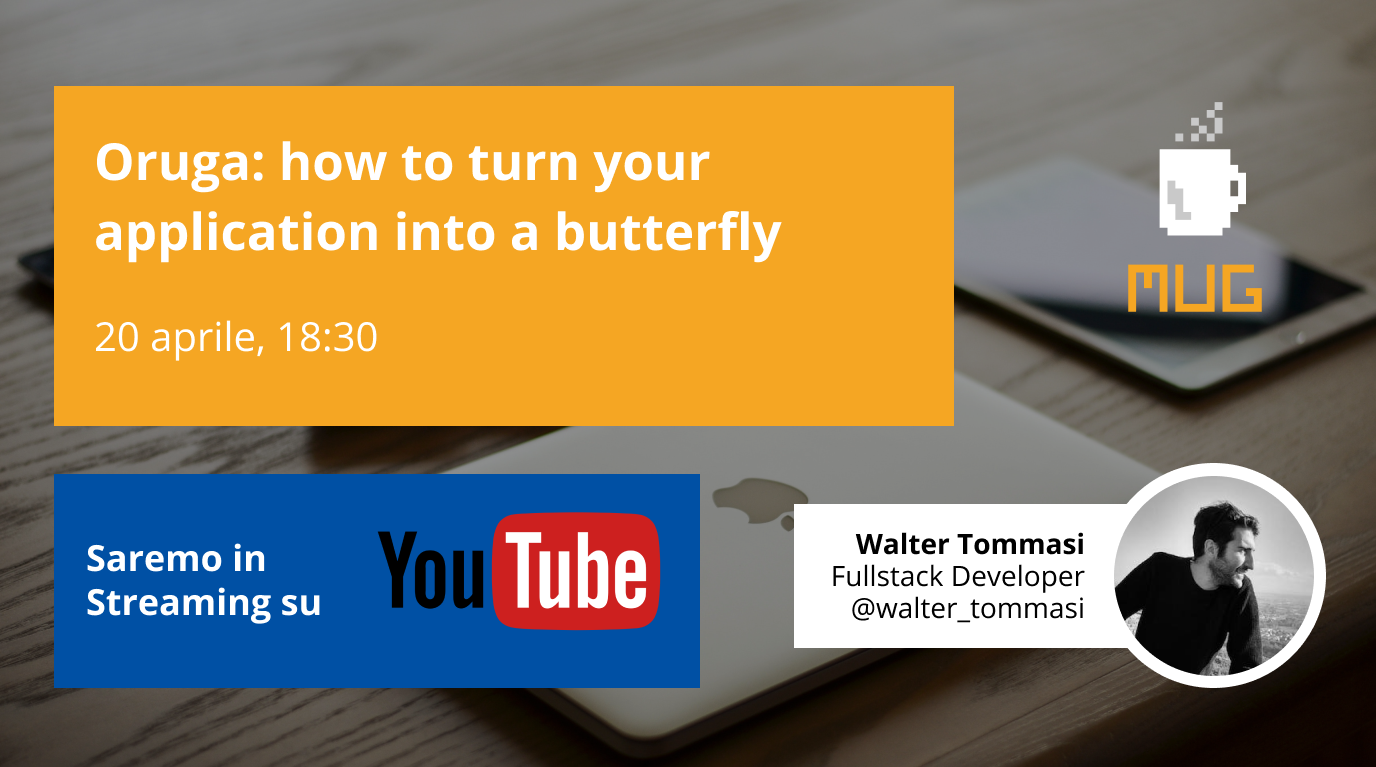 Oruga: how to turn your
application into a butterfly
20 aprile, 18:30
MUG
Saremo in
Streaming su
YouTube
Walter Tommasi
Fullstack Developer
@walter_tommasi